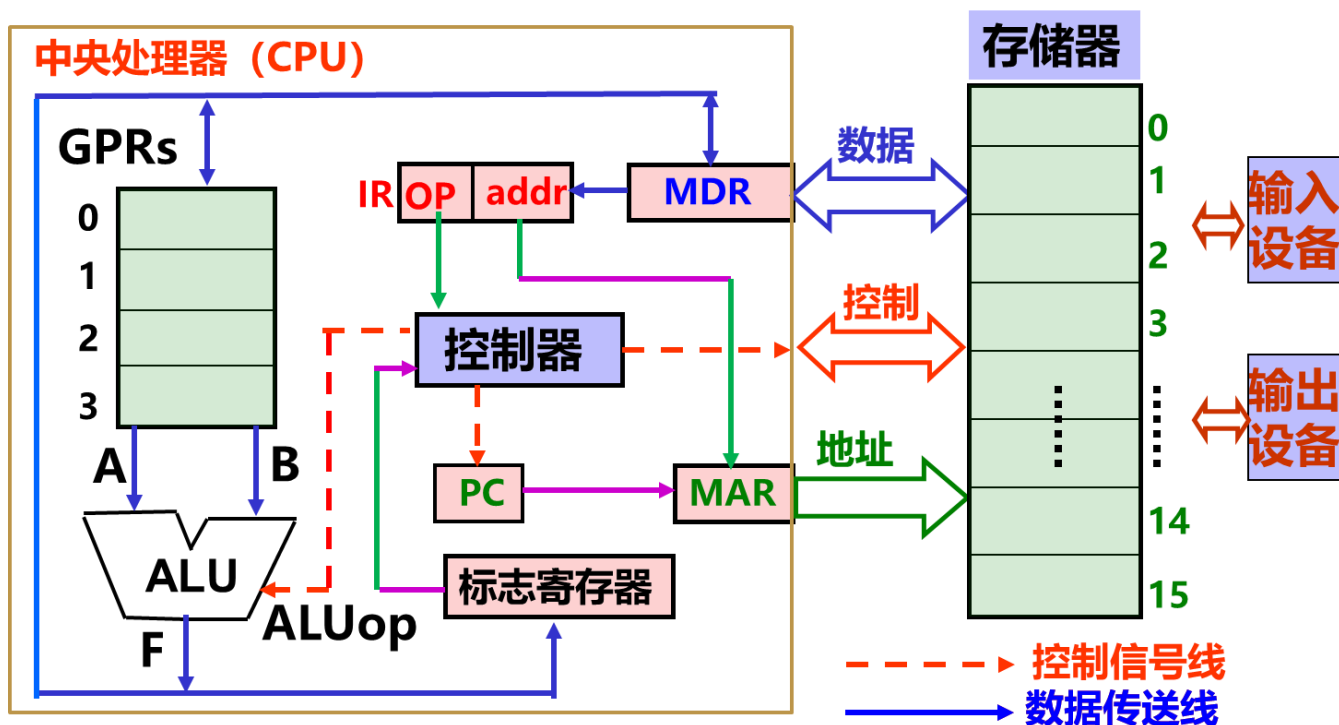 中央处理器（CPU）
存储器
GPRs
0
1
2
3
IR
OP
addr
MDR
数据
控制器
控制
PC
MAR
地址
A
B
ALU
ALUop
F
标志寄存器
0
1
2
3
14
15
输入
设备
输出
设备
控制信号线
数据传送线